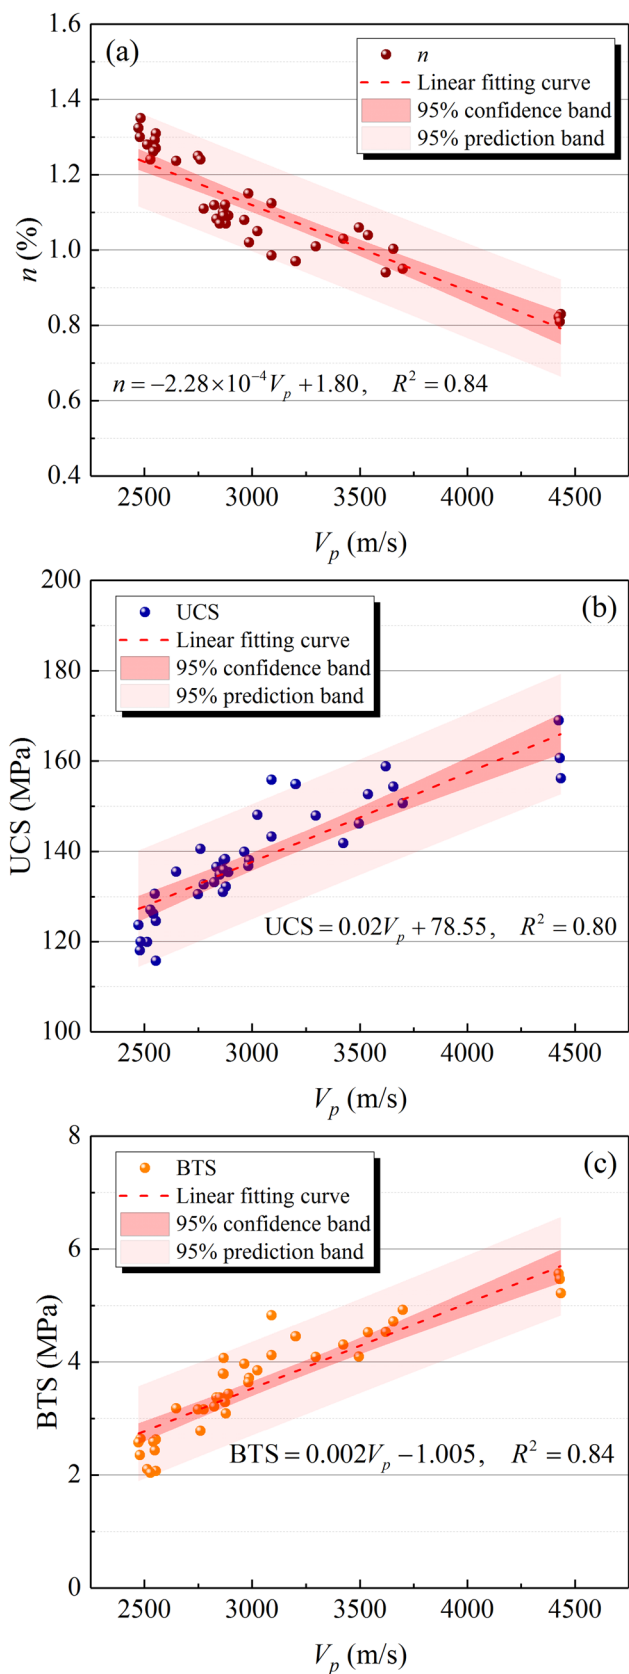 (a)
n
Linear fitting curve
95% confidence band
95% prediction band
1.6
1.4
1.2
1.0
0.8
0.6
0.4
n (%)
n = −2.28×10⁻⁴Vₚ + 1.80, R² = 0.84
2500 3000 3500 4000 4500
Vₚ (m/s)
(b)
UCS
Linear fitting curve
95% confidence band
95% prediction band
200
180
160
140
120
100
UCS (MPa)
UCS = 0.02Vₚ + 78.55, R² = 0.80
2500 3000 3500 4000 4500
Vₚ (m/s)
(c)
BTS
Linear fitting curve
95% confidence band
95% prediction band
8
6
4
2
0
BTS (MPa)
BTS = 0.002Vₚ − 1.005, R² = 0.84
2500 3000 3500 4000 4500
Vₚ (m/s)